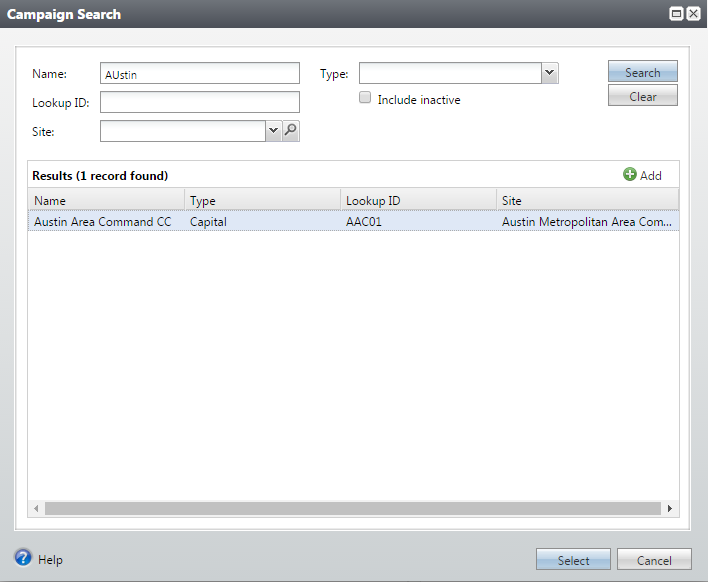 Campaign Search
Name: AUstin Type: Search
Lookup ID: Include inactive Clear
Site:
Results (1 record found) Add
Name Type Lookup ID Site
Austin Area Command CC Capital AAC01 Austin Metropolitan Area Com...
Help Select Cancel